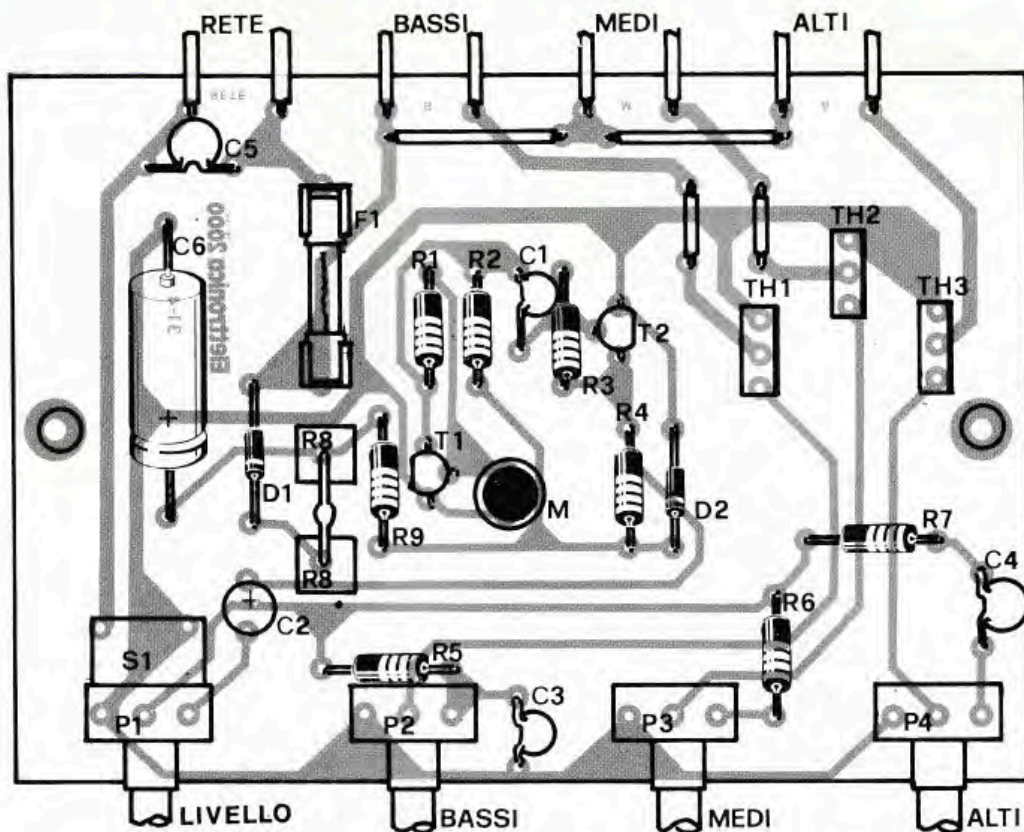 RETE
BASSI
MEDI
ALTI
B
M
A
C5
C6
Elettronica 2000
F1
R1
R2
C1
TH2
TH1
TH3
T2
R3
R4
R8
T1
D1
R9
M
D2
R7
C4
R8
+
+
C2
R6
S1
R5
C3
P1
P2
P3
P4
LIVELLO
BASSI
MEDI
ALTI